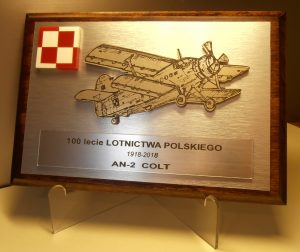 100 lecie LOTNICTWA POLSKIEGO
1918-2018
AN-2 COLT